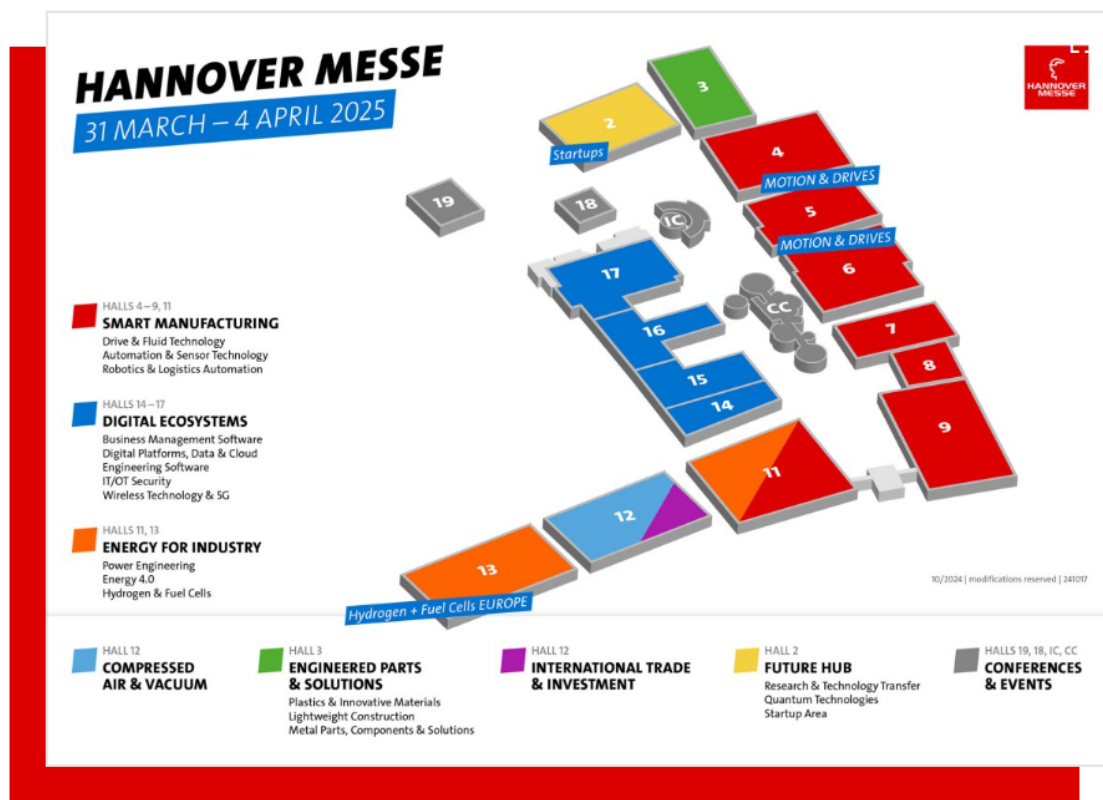 HANNOVER MESSE
31 MARCH – 4 APRIL 2025
HANNOVER
MESSE
3
2
Startups
4
MOTION & DRIVES
19
18
IC
5
MOTION & DRIVES
17
6
CC
16
7
8
15
14
9
11
12
13
Hydrogen + Fuel Cells EUROPE
HALLS 4–9, 11
SMART MANUFACTURING
Drive & Fluid Technology
Automation & Sensor Technology
Robotics & Logistics Automation
HALLS 14–17
DIGITAL ECOSYSTEMS
Business Management Software
Digital Platforms, Data & Cloud
Engineering Software
IT/OT Security
Wireless Technology & 5G
HALLS 11, 13
ENERGY FOR INDUSTRY
Power Engineering
Energy 4.0
Hydrogen & Fuel Cells
10/2024 | modifications reserved | 241017
HALL 12
COMPRESSED
AIR & VACUUM
HALL 3
ENGINEERED PARTS
& SOLUTIONS
Plastics & Innovative Materials
Lightweight Construction
Metal Parts, Components & Solutions
HALL 12
INTERNATIONAL TRADE
& INVESTMENT
HALL 2
FUTURE HUB
Research & Technology Transfer
Quantum Technologies
Startup Area
HALLS 19, 18, IC, CC
CONFERENCES
& EVENTS